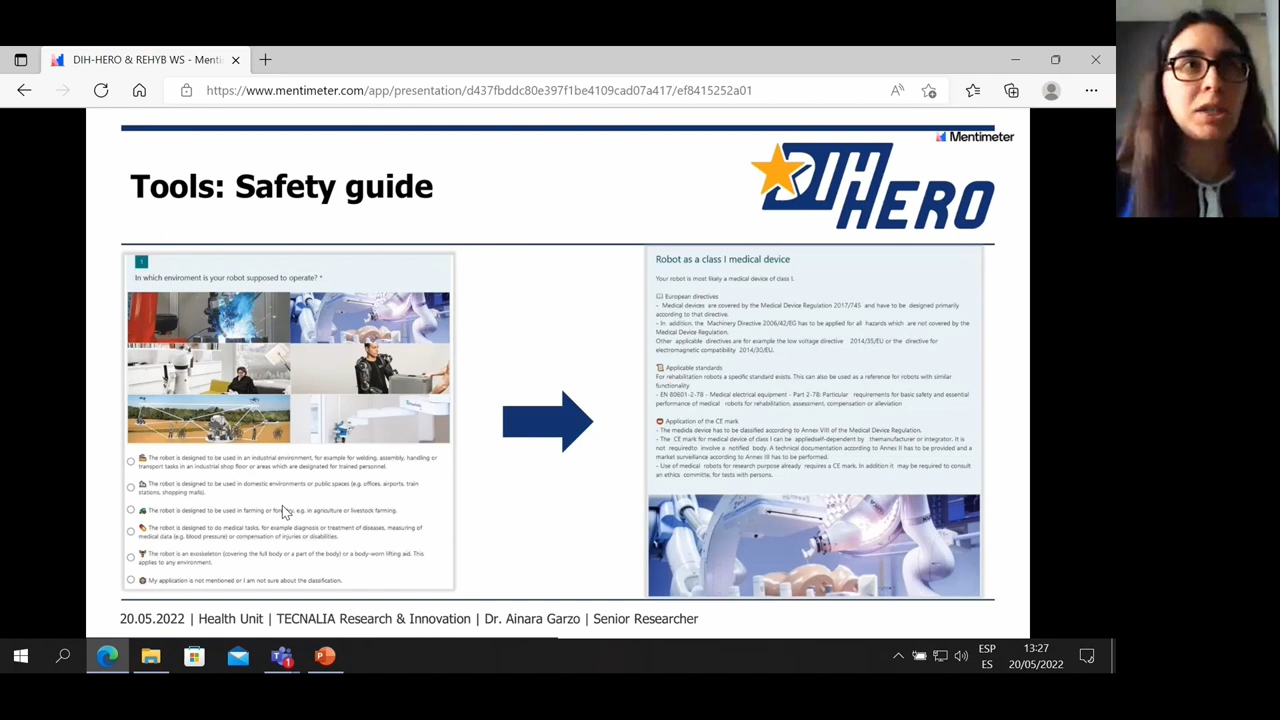 DIH-HERO & REHYB WS - Menti
https://www.mentimeter.com/app/presentation/d437fbddc80e397f1be4109cad07a417/ef8415252a01
Mentimeter
Tools: Safety guide
DIH
HERO
1
In which enviroment is your robot supposed to operate? *
The robot is designed to be used in an industrial environment, for example for welding, assembly, handling or
transport tasks in an industrial shop floor or areas which are designated for trained personnel.
The robot is designed to be used in domestic environments or public spaces (e.g. offices, airports, train
stations, shopping malls).
The robot is designed to be used in farming or forestry, e.g. in agriculture or livestock farming.
The robot is designed to do medical tasks, for example diagnosis or treatment of diseases, measuring of
medical data (e.g. blood pressure) or compensation of injuries or disabilities.
The robot is an exoskeleton (covering the full body or a part of the body) or a body-worn lifting aid. This
applies to any environment.
My application is not mentioned or I am not sure about the classification.
Robot as a class I medical device
Your robot is most likely a medical device of class I.
European directives
- Medical devices are covered by the Medical Device Regulation 2017/745 and have to be designed primarily
according to that directive.
- In addition, the Machinery Directive 2006/42/EG has to be applied for all hazards which are not covered by the
Medical Device Regulation.
Other applicable directives are for example the low voltage directive 2014/35/EU or the directive for
electromagnetic compatibility 2014/30/EU.
Applicable standards
For rehabilitation robots a specific standard exists. This can also be used as a reference for robots with similar
functionality
- EN 80601-2-78 - Medical electrical equipment - Part 2-78: Particular requirements for basic safety and essential
performance of medical robots for rehabilitation, assessment, compensation or alleviation
Application of the CE mark
- The medida device has to be classified according to Annex VIII of the Medical Device Regulation.
- The CE mark for medical device of class I can be appliedself-dependent by themanufacturer or integrator. It is
not requiredto involve a notified body. A technical documentation according to Annex II has to be provided and a
market surveillance according to Annex III has to be performed.
- Use of medical robots for research purpose already requires a CE mark. In addition it may be required to consult
an ethics committe, for tests with persons.
20.05.2022 | Health Unit | TECNALIA Research & Innovation | Dr. Ainara Garzo | Senior Researcher
1
ESP
ES
13:27
20/05/2022